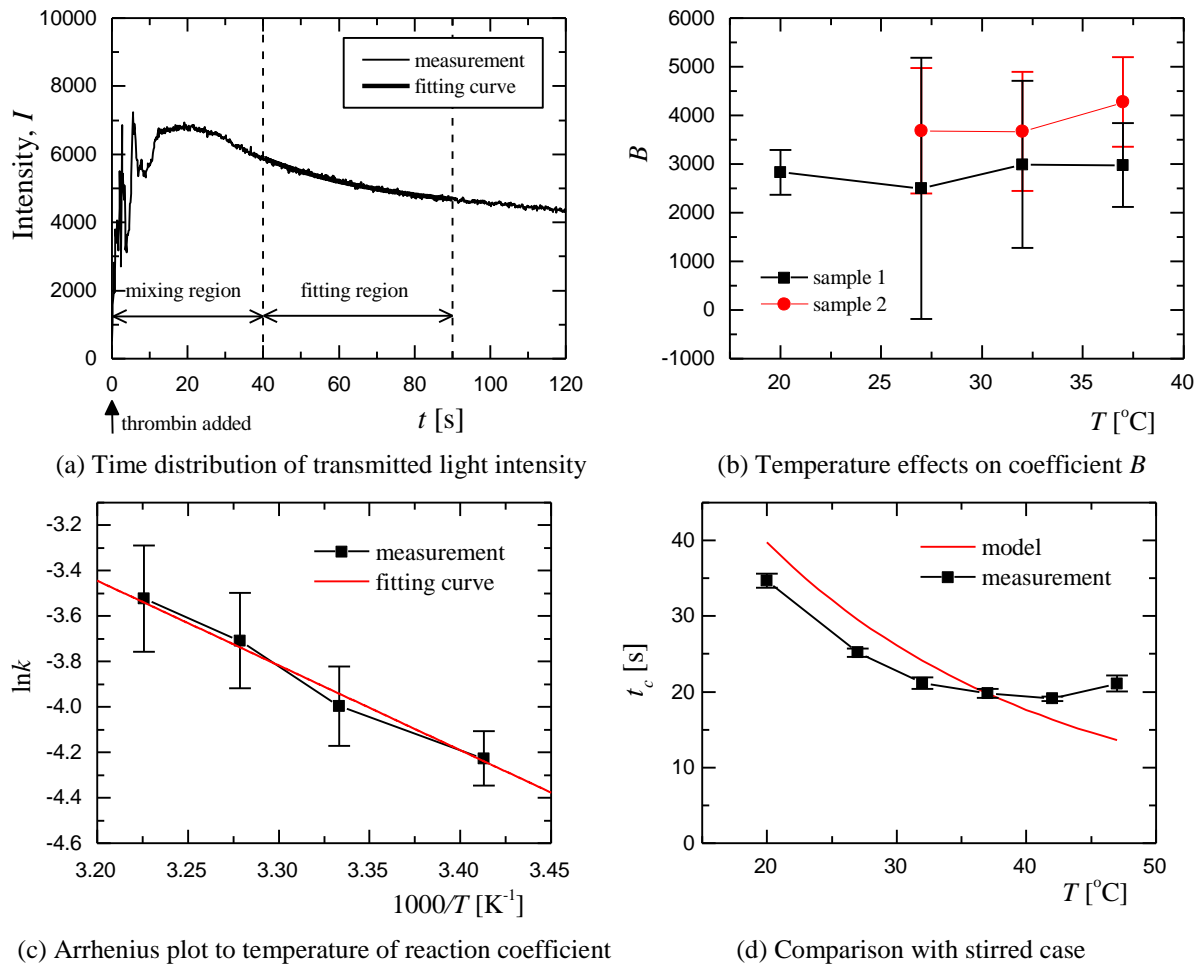 10000
8000
6000
4000
2000
0
Intensity, I
measurement
fitting curve
mixing region
fitting region
0 20 40 60 80 100 120
thrombin added
t [s]
(a) Time distribution of transmitted light intensity
6000
5000
4000
3000
2000
1000
0
-1000
B
sample 1
sample 2
20 25 30 35 40
T [°C]
(b) Temperature effects on coefficient B
-3.2
-3.4
-3.6
-3.8
-4.0
-4.2
-4.4
-4.6
lnk
measurement
fitting curve
3.20 3.25 3.30 3.35 3.40 3.45
1000/T [K⁻¹]
(c) Arrhenius plot to temperature of reaction coefficient
40
30
20
10
0
t_c [s]
model
measurement
20 30 40 50
T [°C]
(d) Comparison with stirred case